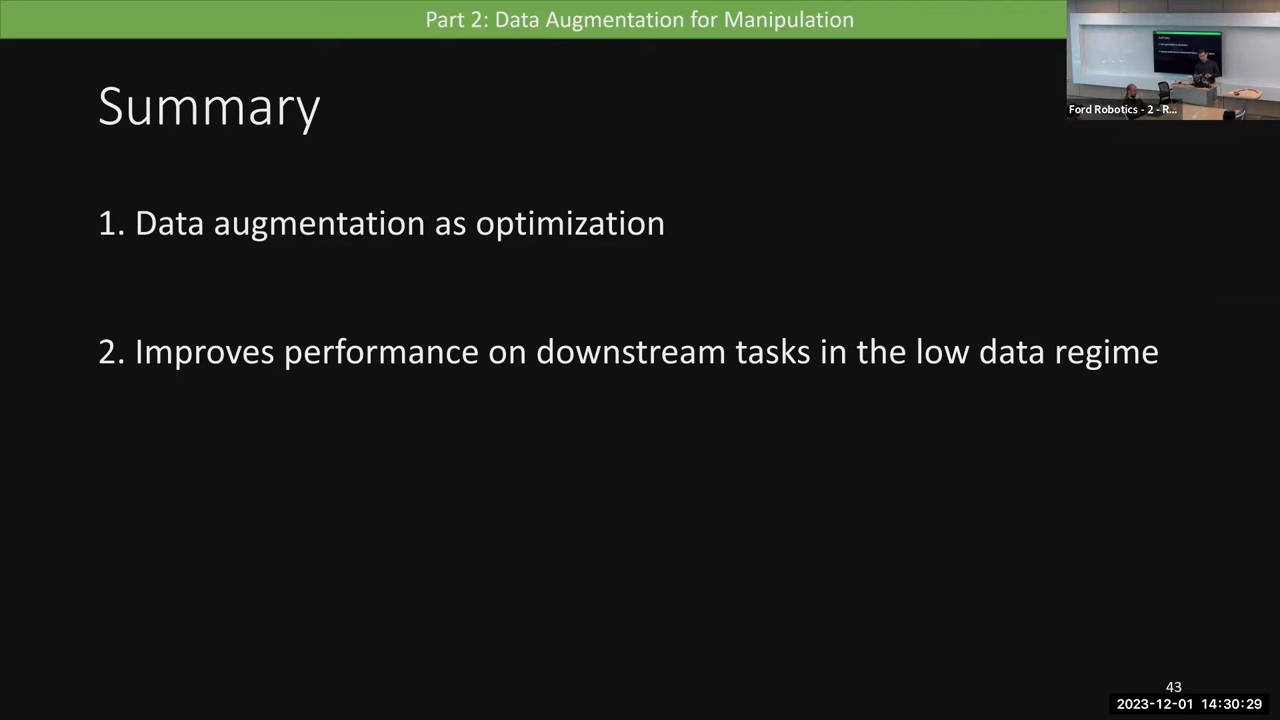 Part 2: Data Augmentation for Manipulation
Ford Robotics - 2 - R...
Summary
1. Data augmentation as optimization
2. Improves performance on downstream tasks in the low data regime
43
2023-12-01 14:30:29